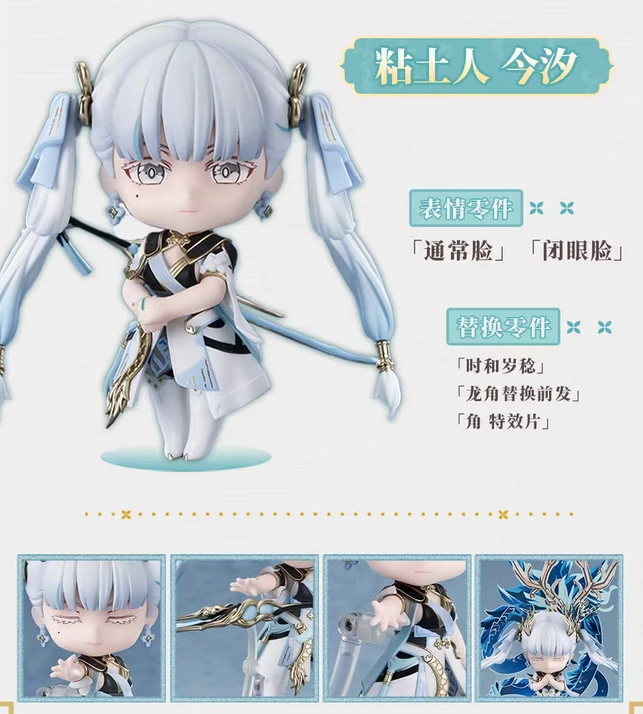 粘土人 今汐
表情零件
「通常脸」「闭眼脸」
替换零件
「时和岁稔」
「龙角替换前发」
「角 特效片」